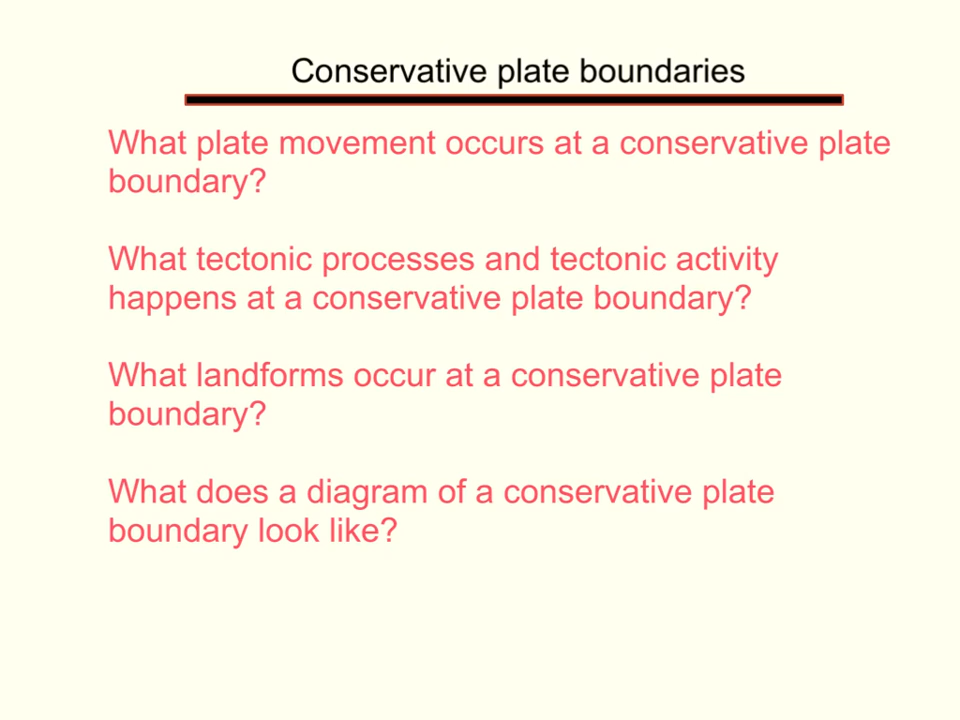 Conservative plate boundaries
What plate movement occurs at a conservative plate
boundary?
What tectonic processes and tectonic activity
happens at a conservative plate boundary?
What landforms occur at a conservative plate
boundary?
What does a diagram of a conservative plate
boundary look like?